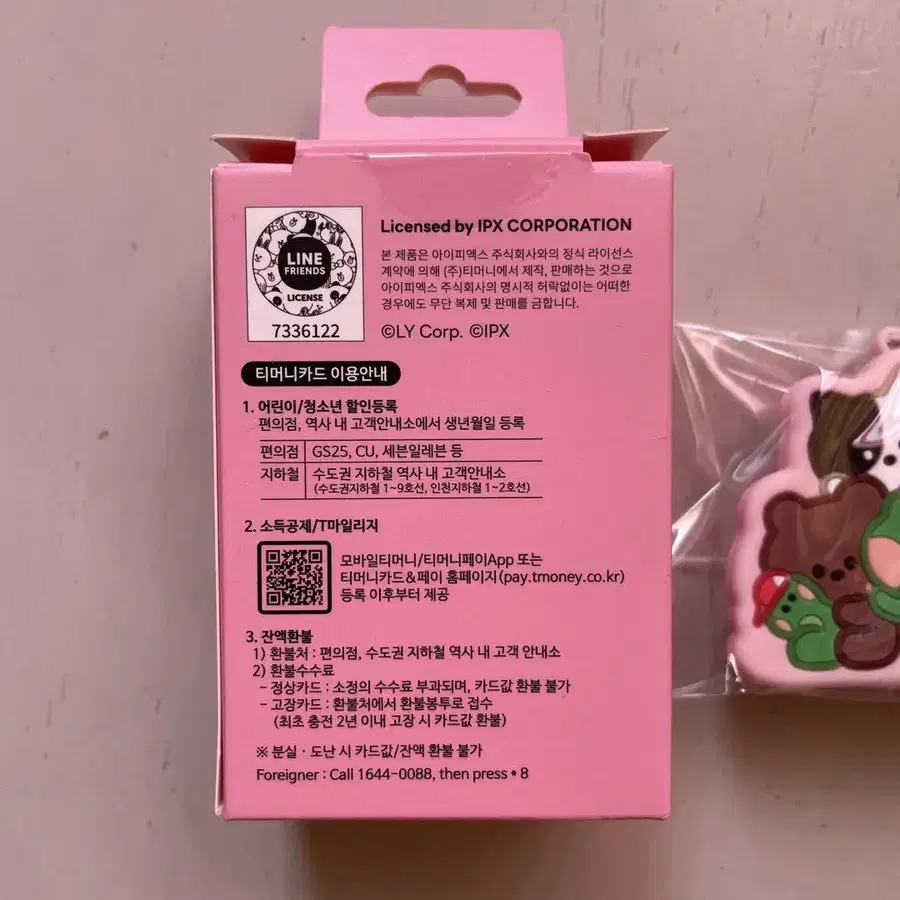 LINE
FRIENDS
LICENSE
7336122
Licensed by IPX CORPORATION
본 제품은 아이피엑스 주식회사와의 정식 라이선스
계약에 의해 (주)티머니에서 제작, 판매하는 것으로
아이피엑스 주식회사의 명시적 허락없이는 어떠한
경우에도 무단 복제 및 판매를 금합니다.
©LY Corp. ©IPX
티머니카드 이용안내
1. 어린이/청소년 할인등록
편의점, 역사 내 고객안내소에서 생년월일 등록
편의점 GS25, CU, 세븐일레븐 등
지하철 수도권 지하철 역사 내 고객안내소
(수도권지하철 1~9호선, 인천지하철 1~2호선)
2. 소득공제/T마일리지
모바일티머니/티머니페이App 또는
티머니카드&페이 홈페이지(pay.tmoney.co.kr)
등록 이후부터 제공
3. 잔액환불
1) 환불처 : 편의점, 수도권 지하철 역사 내 고객 안내소
2) 환불수수료
- 정상카드 : 소정의 수수료 부과되며, 카드값 환불 불가
- 고장카드 : 환불처에서 환불봉투로 접수
(최초 충전 2년 이내 고장 시 카드값 환불)
※ 분실 · 도난 시 카드값/잔액 환불 불가
Foreigner : Call 1644-0088, then press * 8